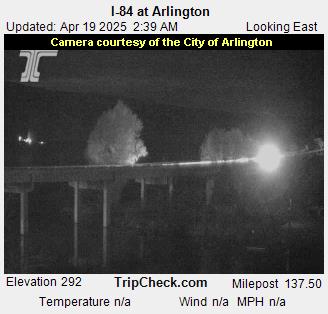 I-84 at Arlington
Updated: Apr 19 2025 2:39 AM Looking East
Camera courtesy of the City of Arlington
Elevation 292 TripCheck.com Milepost 137.50
Temperature n/a Wind n/a MPH n/a